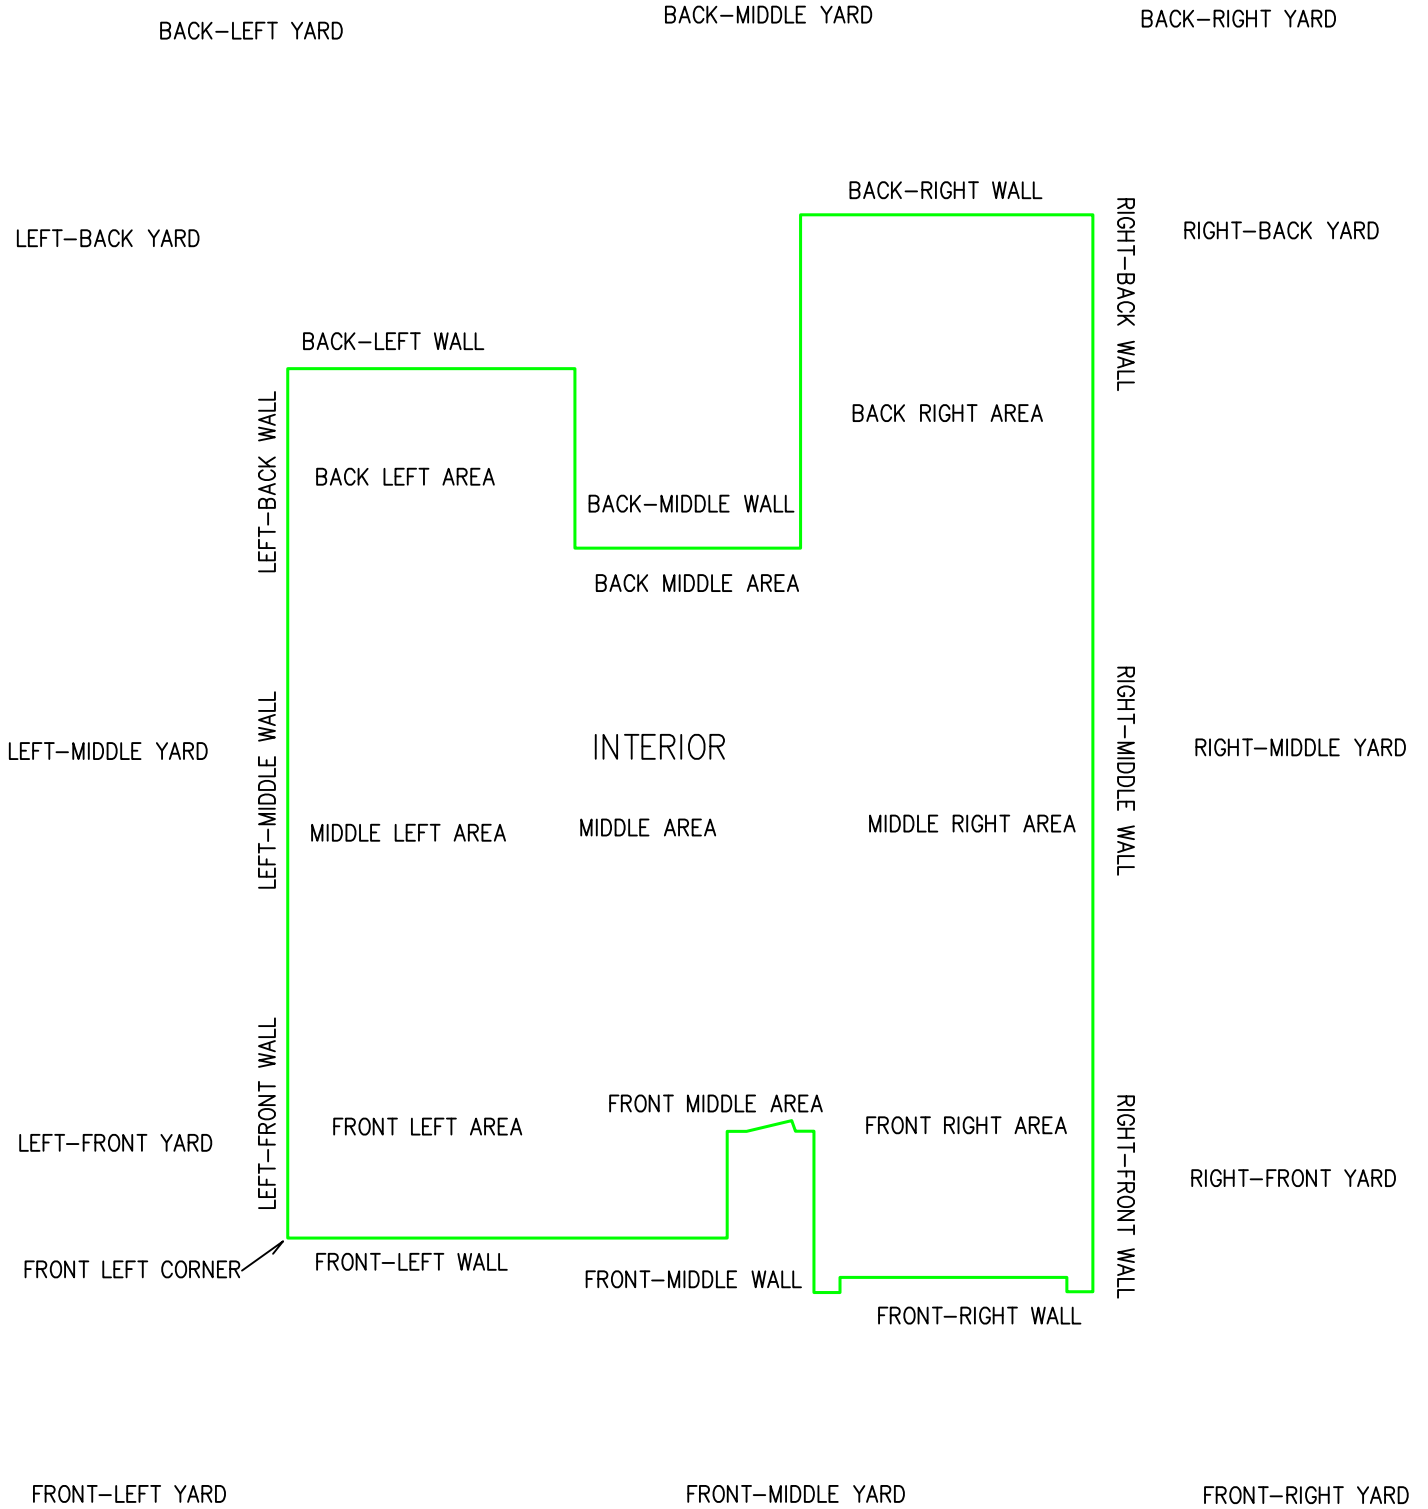 BACK-LEFT YARD
BACK-MIDDLE YARD
BACK-RIGHT YARD
BACK-RIGHT WALL
RIGHT-BACK WALL
LEFT-BACK YARD
RIGHT-BACK YARD
BACK-LEFT WALL
LEFT-BACK WALL
BACK RIGHT AREA
BACK LEFT AREA
BACK-MIDDLE WALL
BACK MIDDLE AREA
LEFT-MIDDLE YARD
LEFT-MIDDLE WALL
INTERIOR
RIGHT-MIDDLE WALL
RIGHT-MIDDLE YARD
MIDDLE LEFT AREA
MIDDLE AREA
MIDDLE RIGHT AREA
LEFT-FRONT WALL
FRONT MIDDLE AREA
FRONT LEFT AREA
FRONT RIGHT AREA
RIGHT-FRONT WALL
LEFT-FRONT YARD
RIGHT-FRONT YARD
FRONT LEFT CORNER
FRONT-LEFT WALL
FRONT-MIDDLE WALL
FRONT-RIGHT WALL
FRONT-LEFT YARD
FRONT-MIDDLE YARD
FRONT-RIGHT YARD